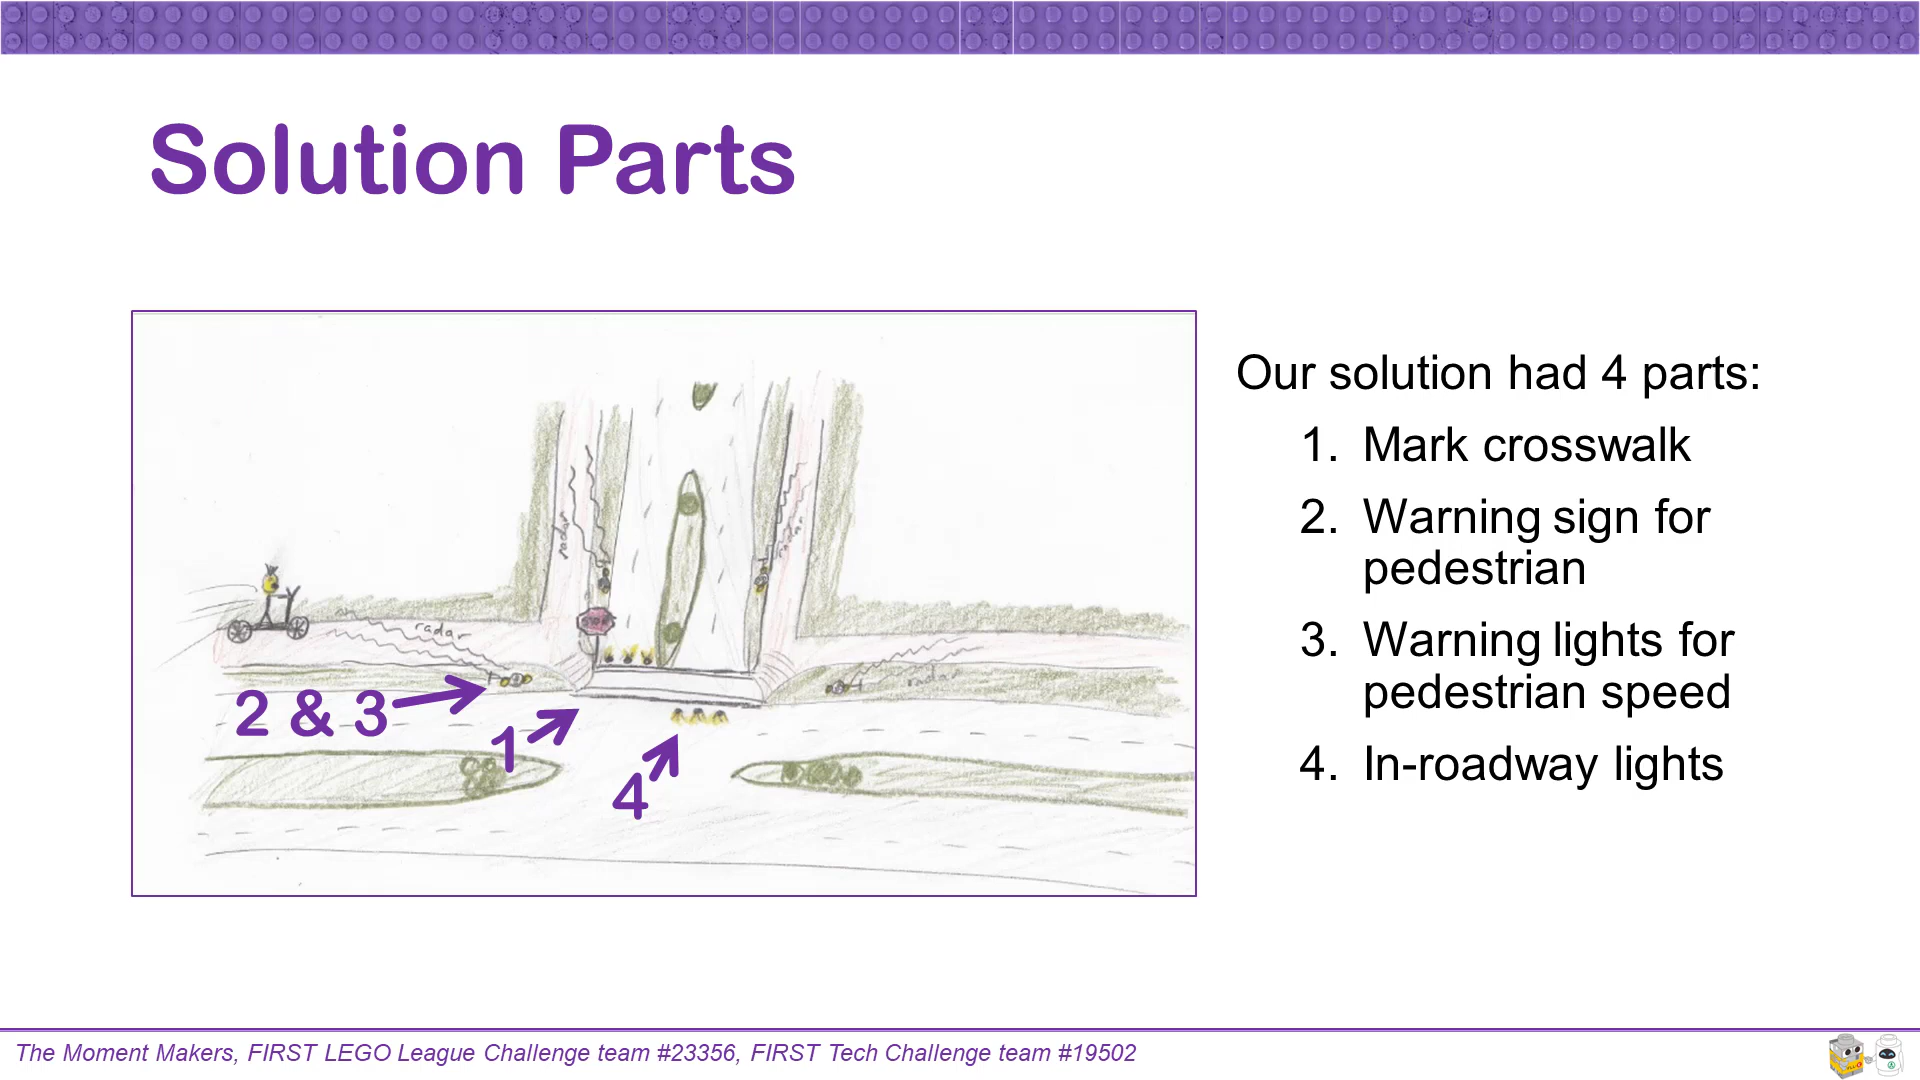 Solution Parts
radar
radar
STOP
radar
radar
2 & 3
1
4
Our solution had 4 parts:
1. Mark crosswalk
2. Warning sign for
pedestrian
3. Warning lights for
pedestrian speed
4. In-roadway lights
The Moment Makers, FIRST LEGO League Challenge team #23356, FIRST Tech Challenge team #19502